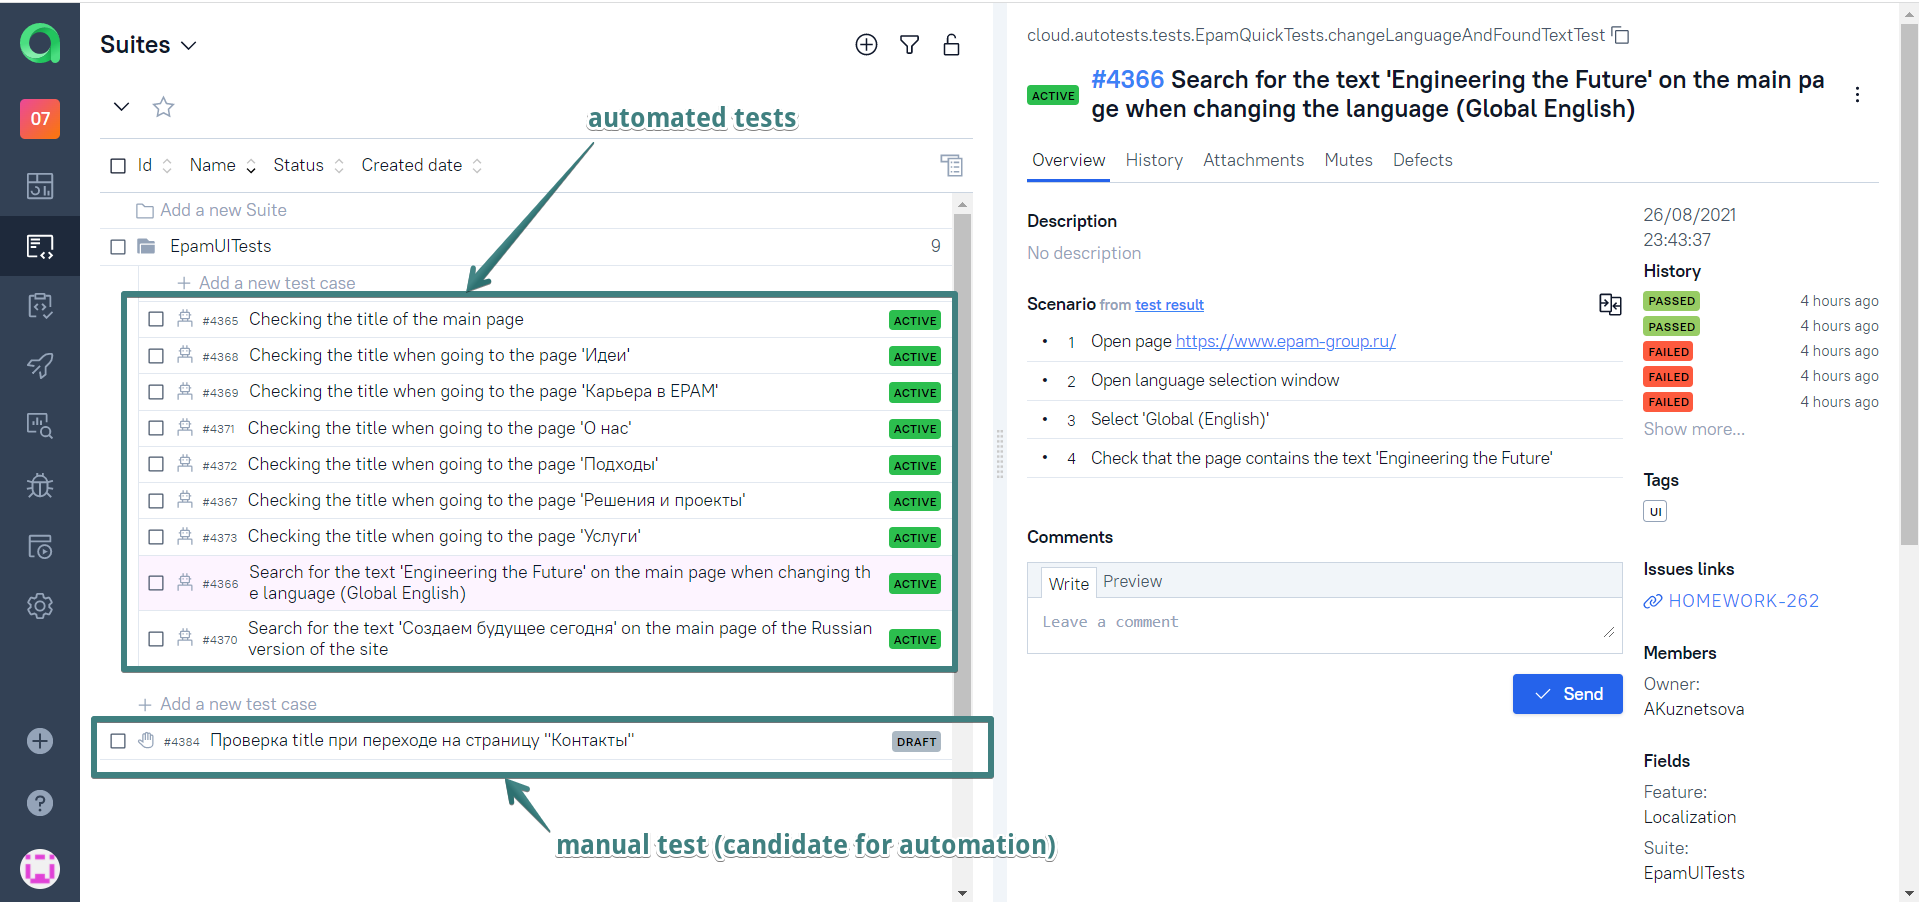 07
Suites
automated tests
Id Name Status Created date
Add a new Suite
EpamUITests 9
Add a new test case
#4365 Checking the title of the main page ACTIVE
#4368 Checking the title when going to the page 'Идеи' ACTIVE
#4369 Checking the title when going to the page 'Карьера в EPAM' ACTIVE
#4371 Checking the title when going to the page 'О нас' ACTIVE
#4372 Checking the title when going to the page 'Подходы' ACTIVE
#4367 Checking the title when going to the page 'Решения и проекты' ACTIVE
#4373 Checking the title when going to the page 'Услуги' ACTIVE
#4366 Search for the text 'Engineering the Future' on the main page when changing th
e language (Global English) ACTIVE
#4370 Search for the text 'Создаем будущее сегодня' on the main page of the Russian
version of the site ACTIVE
Add a new test case
#4384 Проверка title при переходе на страницу "Контакты" DRAFT
manual test (candidate for automation)
cloud.autotests.tests.EpamQuickTests.changeLanguageAndFoundTextTest
ACTIVE #4366 Search for the text 'Engineering the Future' on the main pa
ge when changing the language (Global English)
Overview History Attachments Mutes Defects
Description
No description
Scenario from test result
1 Open page https://www.epam-group.ru/
2 Open language selection window
3 Select 'Global (English)'
4 Check that the page contains the text 'Engineering the Future'
Comments
Write Preview
Leave a comment
Send
26/08/2021
23:43:37
History
PASSED 4 hours ago
PASSED 4 hours ago
FAILED 4 hours ago
FAILED 4 hours ago
FAILED 4 hours ago
Show more...
Tags
UI
Issues links
HOMEWORK-262
Members
Owner:
AKuznetsova
Fields
Feature:
Localization
Suite:
EpamUITests